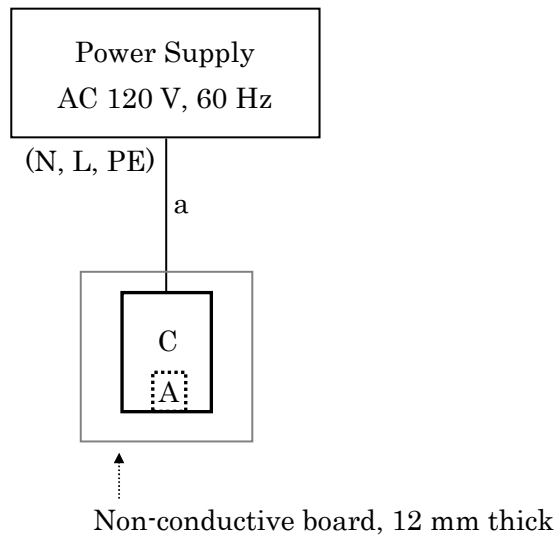 Power Supply
AC 120 V, 60 Hz
(N, L, PE)
a
C
A
Non-conductive board, 12 mm thick